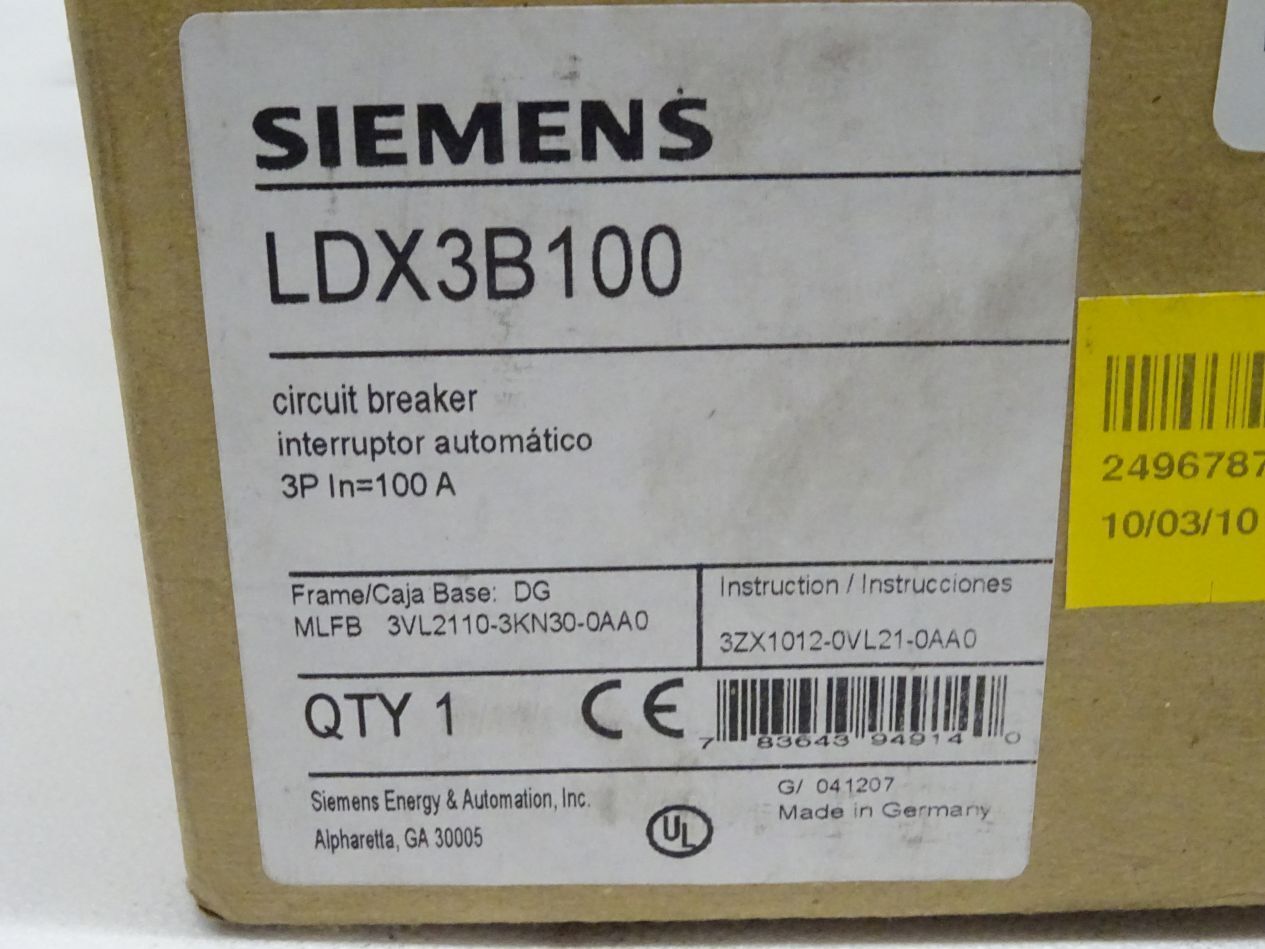 SIEMENS
LDX3B100
circuit breaker
interruptor automático
3P In=100 A
Frame/Caja Base: DG
MLFB 3VL2110-3KN30-0AA0
Instruction / Instrucciones
3ZX1012-0VL21-0AA0
QTY 1
CE
7 83643 94914 0
Siemens Energy & Automation, Inc.
Alpharetta, GA 30005
UL
G/ 041207
Made in Germany
2496787
10/03/10